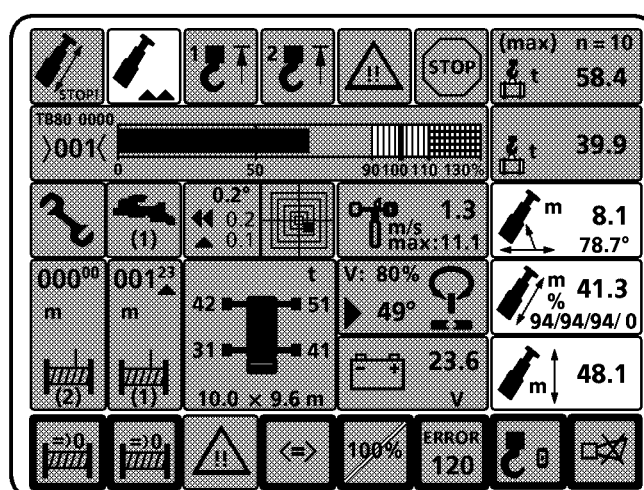 STOP!
1
2
!!
STOP
(max) n=10
t 58.4
TB80 0000
〉001〈
0 50 90 100 110 130%
t 39.9
(1)
0.2°
0.2
0.1
1.3
m/s
max:11.1
m 8.1
78.7°
000⁰⁰
m
(2)
001²³
m
(1)
t
42 51
31 41
10.0 × 9.6 m
V: 80%
49°
23.6
V
m
% 41.3
94/94/94/ 0
m 48.1
=)0
=)0
!!
<=>
100%
ERROR
120
0